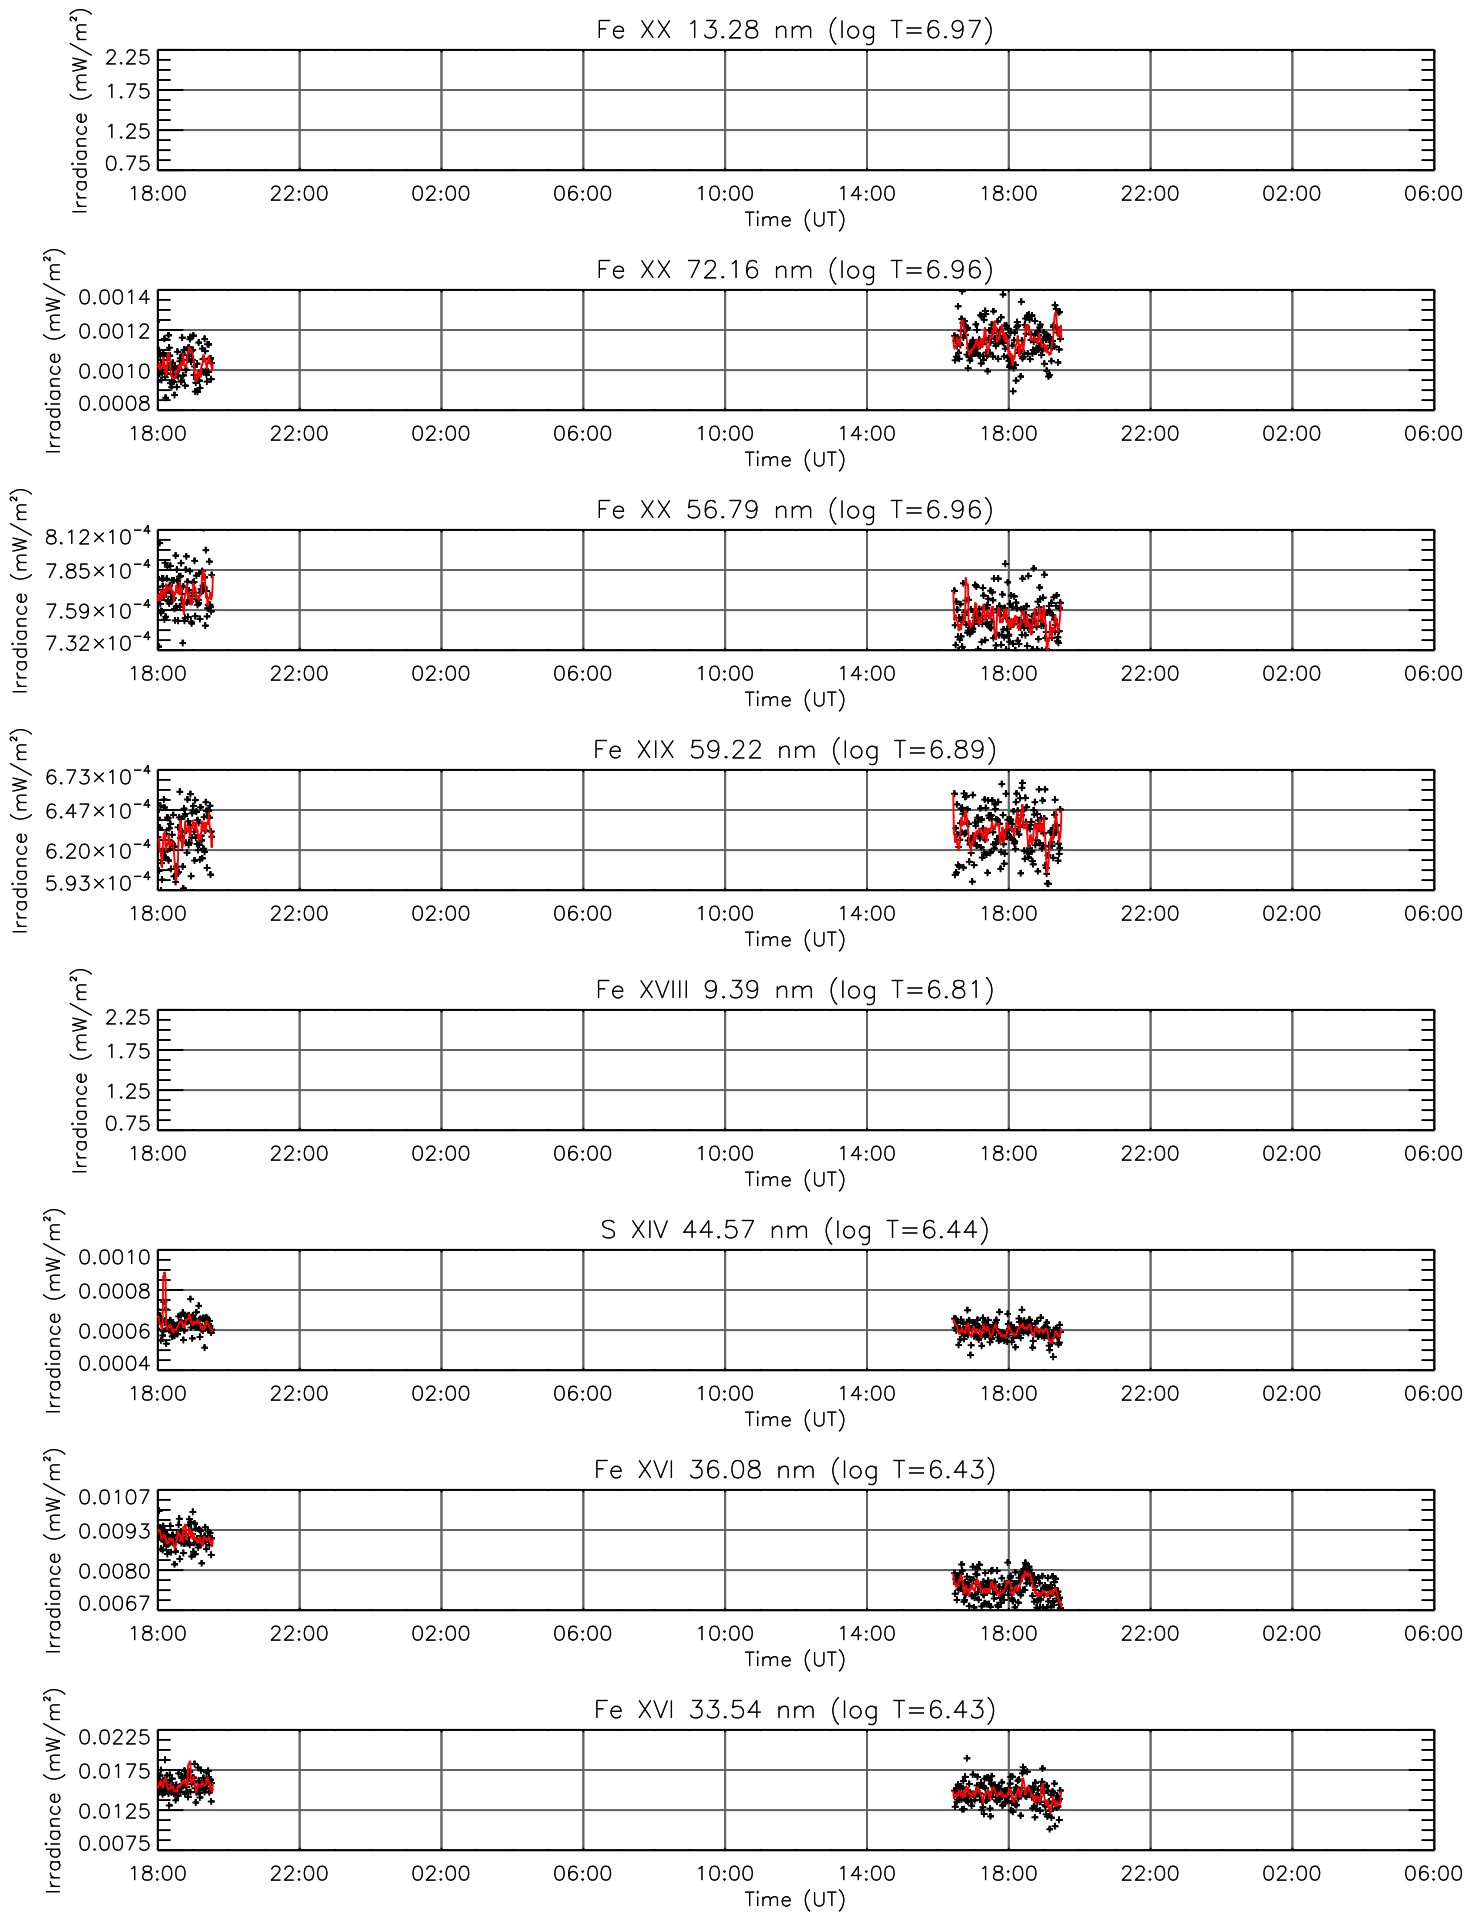 Fe XX 13.28 nm (log T=6.97)
Irradiance (mW/m²)
2.25
1.75
1.25
0.75
18:00 22:00 02:00 06:00 10:00 14:00 18:00 22:00 02:00 06:00
Time (UT)
Fe XX 72.16 nm (log T=6.96)
Irradiance (mW/m²)
0.0014
0.0012
0.0010
0.0008
18:00 22:00 02:00 06:00 10:00 14:00 18:00 22:00 02:00 06:00
Time (UT)
Fe XX 56.79 nm (log T=6.96)
Irradiance (mW/m²)
8.12×10⁻⁴
7.85×10⁻⁴
7.59×10⁻⁴
7.32×10⁻⁴
18:00 22:00 02:00 06:00 10:00 14:00 18:00 22:00 02:00 06:00
Time (UT)
Fe XIX 59.22 nm (log T=6.89)
Irradiance (mW/m²)
6.73×10⁻⁴
6.47×10⁻⁴
6.20×10⁻⁴
5.93×10⁻⁴
18:00 22:00 02:00 06:00 10:00 14:00 18:00 22:00 02:00 06:00
Time (UT)
Fe XVIII 9.39 nm (log T=6.81)
Irradiance (mW/m²)
2.25
1.75
1.25
0.75
18:00 22:00 02:00 06:00 10:00 14:00 18:00 22:00 02:00 06:00
Time (UT)
S XIV 44.57 nm (log T=6.44)
Irradiance (mW/m²)
0.0010
0.0008
0.0006
0.0004
18:00 22:00 02:00 06:00 10:00 14:00 18:00 22:00 02:00 06:00
Time (UT)
Fe XVI 36.08 nm (log T=6.43)
Irradiance (mW/m²)
0.0107
0.0093
0.0080
0.0067
18:00 22:00 02:00 06:00 10:00 14:00 18:00 22:00 02:00 06:00
Time (UT)
Fe XVI 33.54 nm (log T=6.43)
Irradiance (mW/m²)
0.0225
0.0175
0.0125
0.0075
18:00 22:00 02:00 06:00 10:00 14:00 18:00 22:00 02:00 06:00
Time (UT)